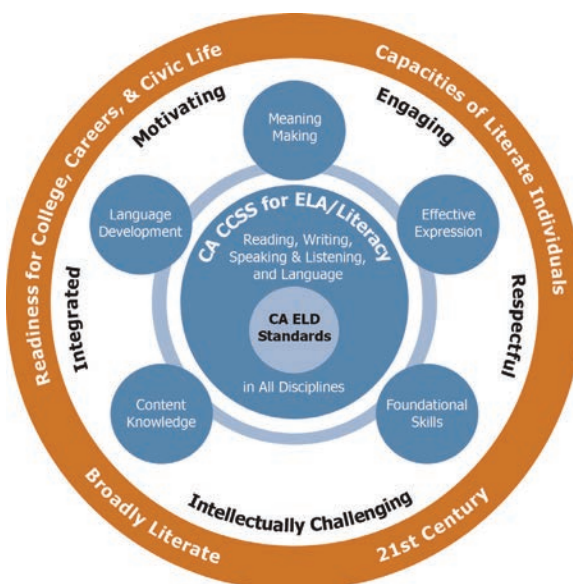 Readiness for College, Careers, & Civic Life
Capacities of Literate Individuals
Motivating
Engaging
Meaning
Making
Language
Development
Effective
Expression
CA CCSS for ELA/Literacy
Reading, Writing,
Speaking & Listening,
and Language
CA ELD
Standards
in All Disciplines
Integrated
Respectful
Content
Knowledge
Foundational
Skills
Intellectually Challenging
Broadly Literate
21st Century